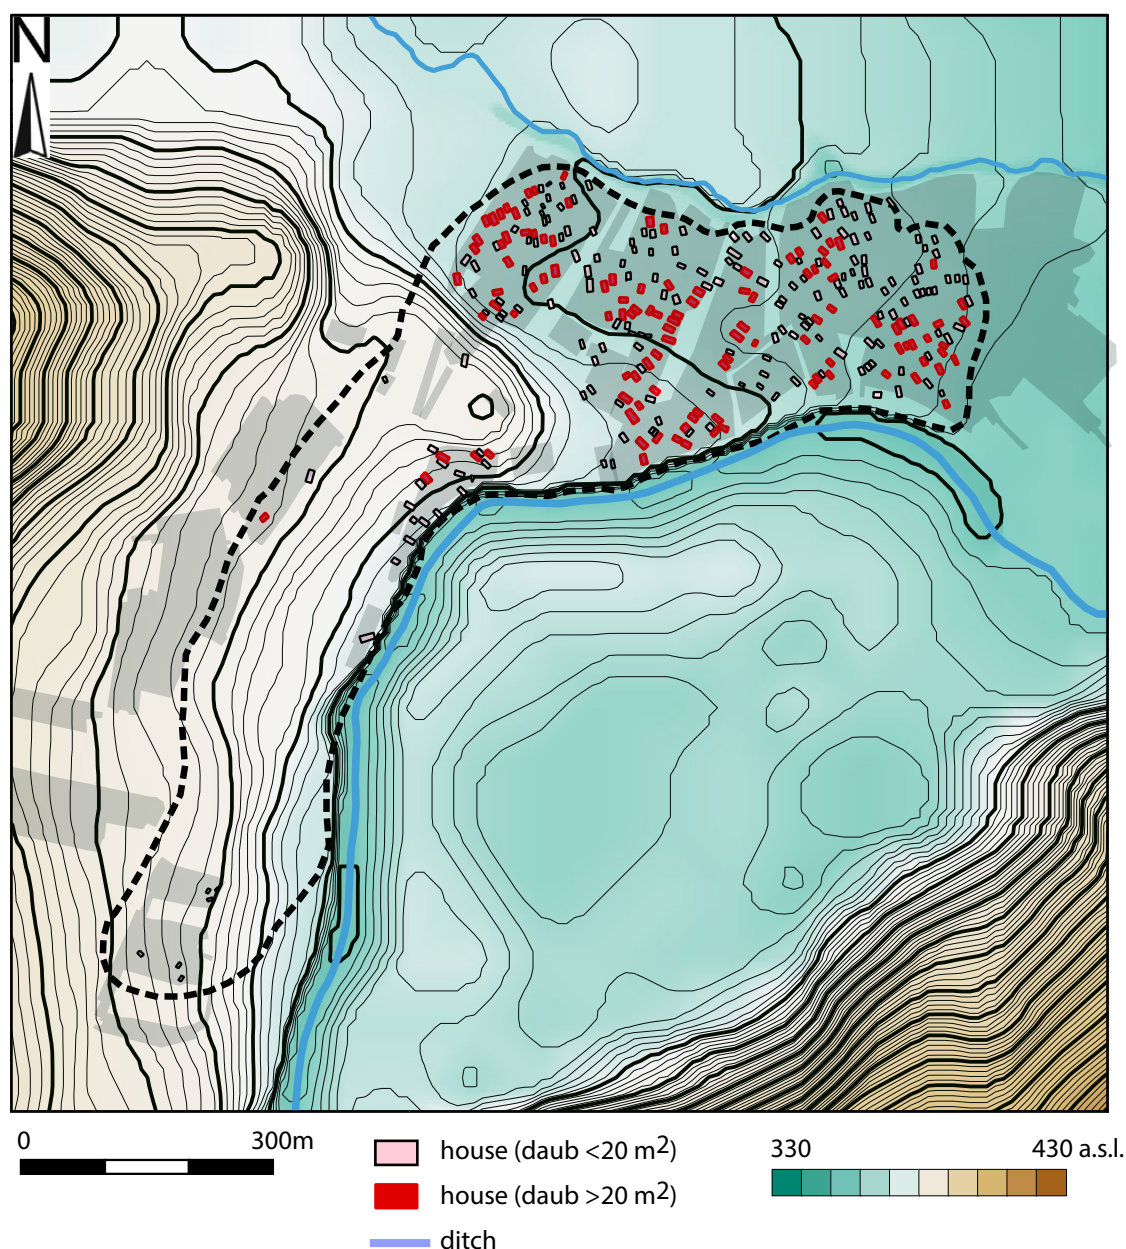 N
0 300m
house (daub <20 m2)
house (daub >20 m2)
ditch
330 430 a.s.l.